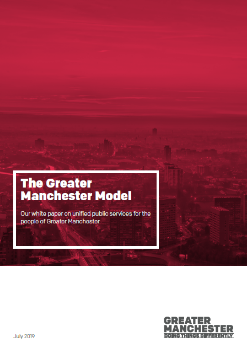 The Greater
Manchester Model
Our white paper on unified public services for the
people of Greater Manchester
July 2019
GREATER
MANCHESTER
DOING THINGS DIFFERENTLY